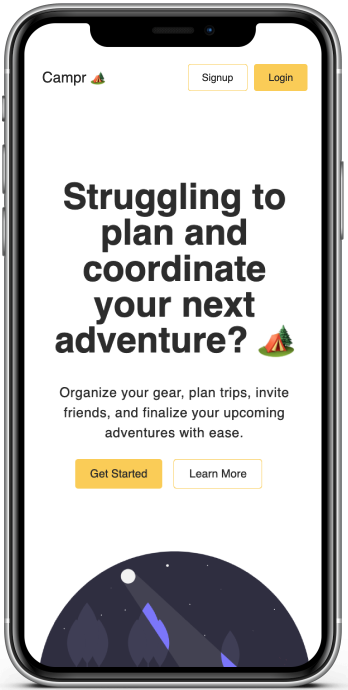 Campr 🏕️
Signup
Login
Struggling to
plan and
coordinate
your next
adventure? 🏕️
Organize your gear, plan trips, invite
friends, and finalize your upcoming
adventures with ease.
Get Started
Learn More